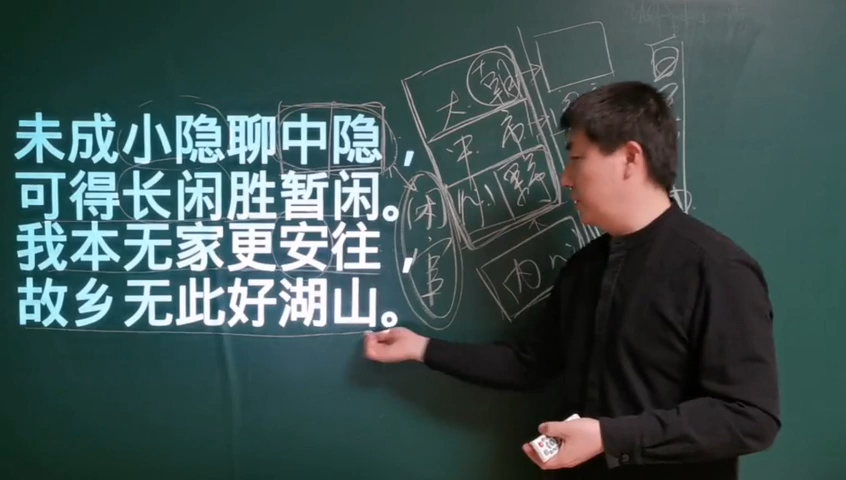 未成小隐聊中隐，
可得长闲胜暂闲。
我本无家更安往，
故乡无此好湖山。
大 朝
市
小 野
闲官
内